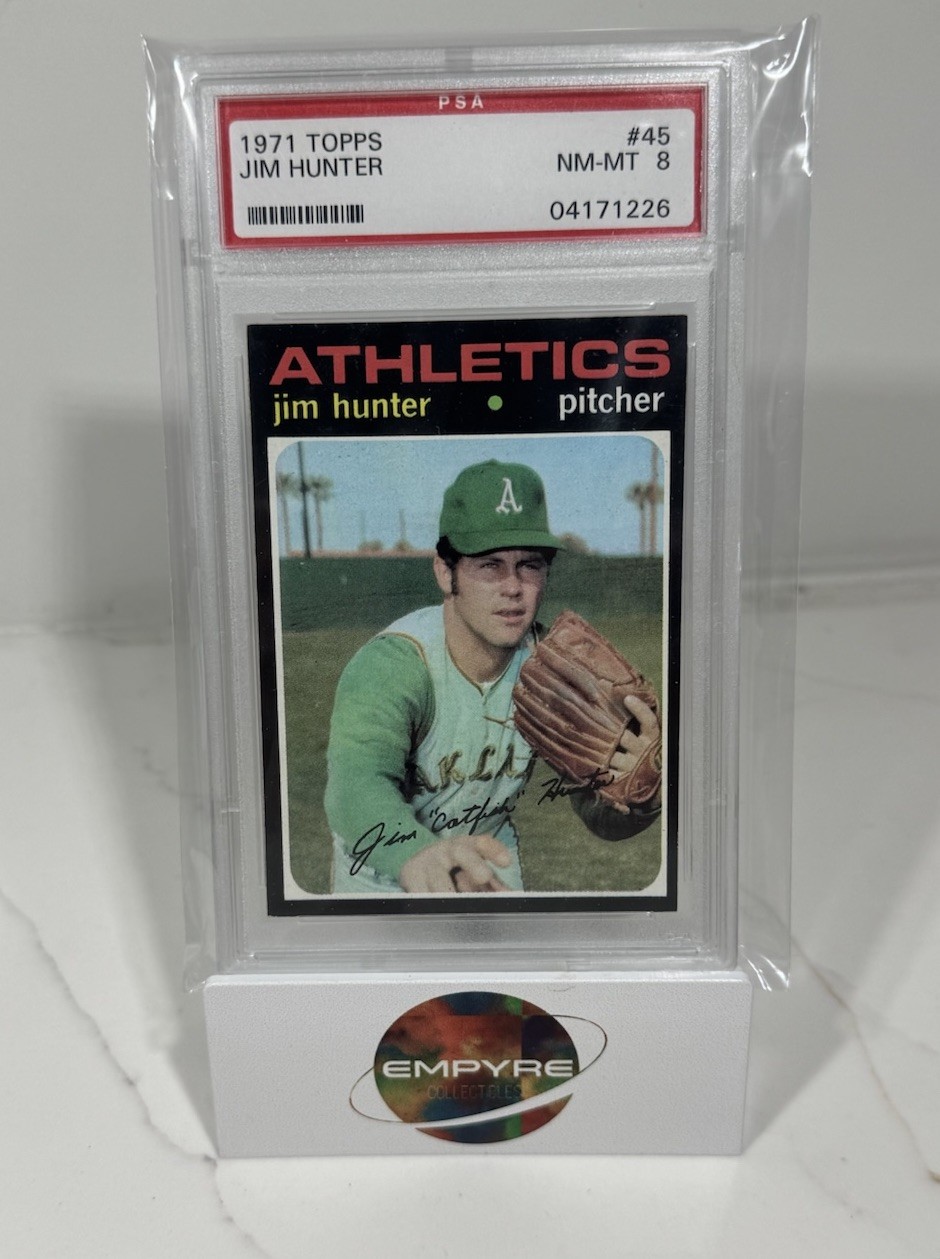 PSA
1971 TOPPS #45
JIM HUNTER NM-MT 8
04171226
ATHLETICS
jim hunter pitcher
A
AKLA
Jim "Catfish" Hunter
EMPYRE
COLLECTIBLES